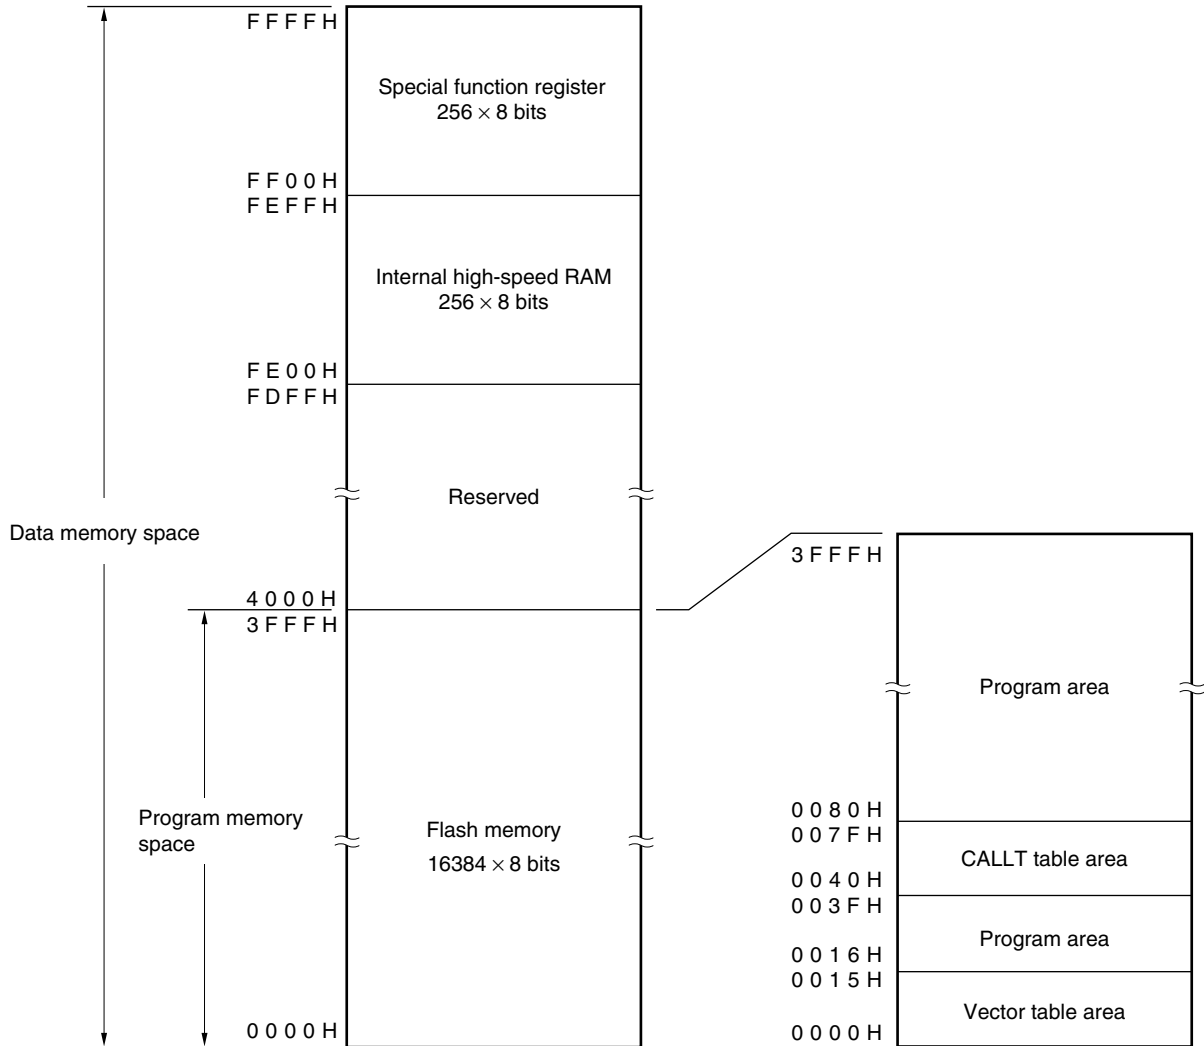 FFFFH
Special function register
256 × 8 bits
FF00H
FEFFH
Internal high-speed RAM
256 × 8 bits
FE00H
FDFFH
Reserved
Data memory space
4000H
3FFFH
Program memory
space
Flash memory
16384 × 8 bits
0000H
3FFFH
Program area
0080H
007FH
CALLT table area
0040H
003FH
Program area
0016H
0015H
Vector table area
0000H